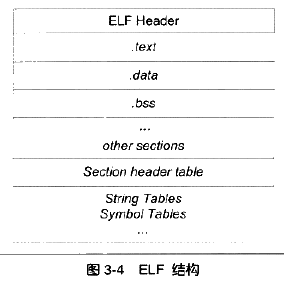 ELF Header
.text
.data
.bss
...
other sections
Section header table
String Tables
Symbol Tables
...
图 3-4 ELF 结构